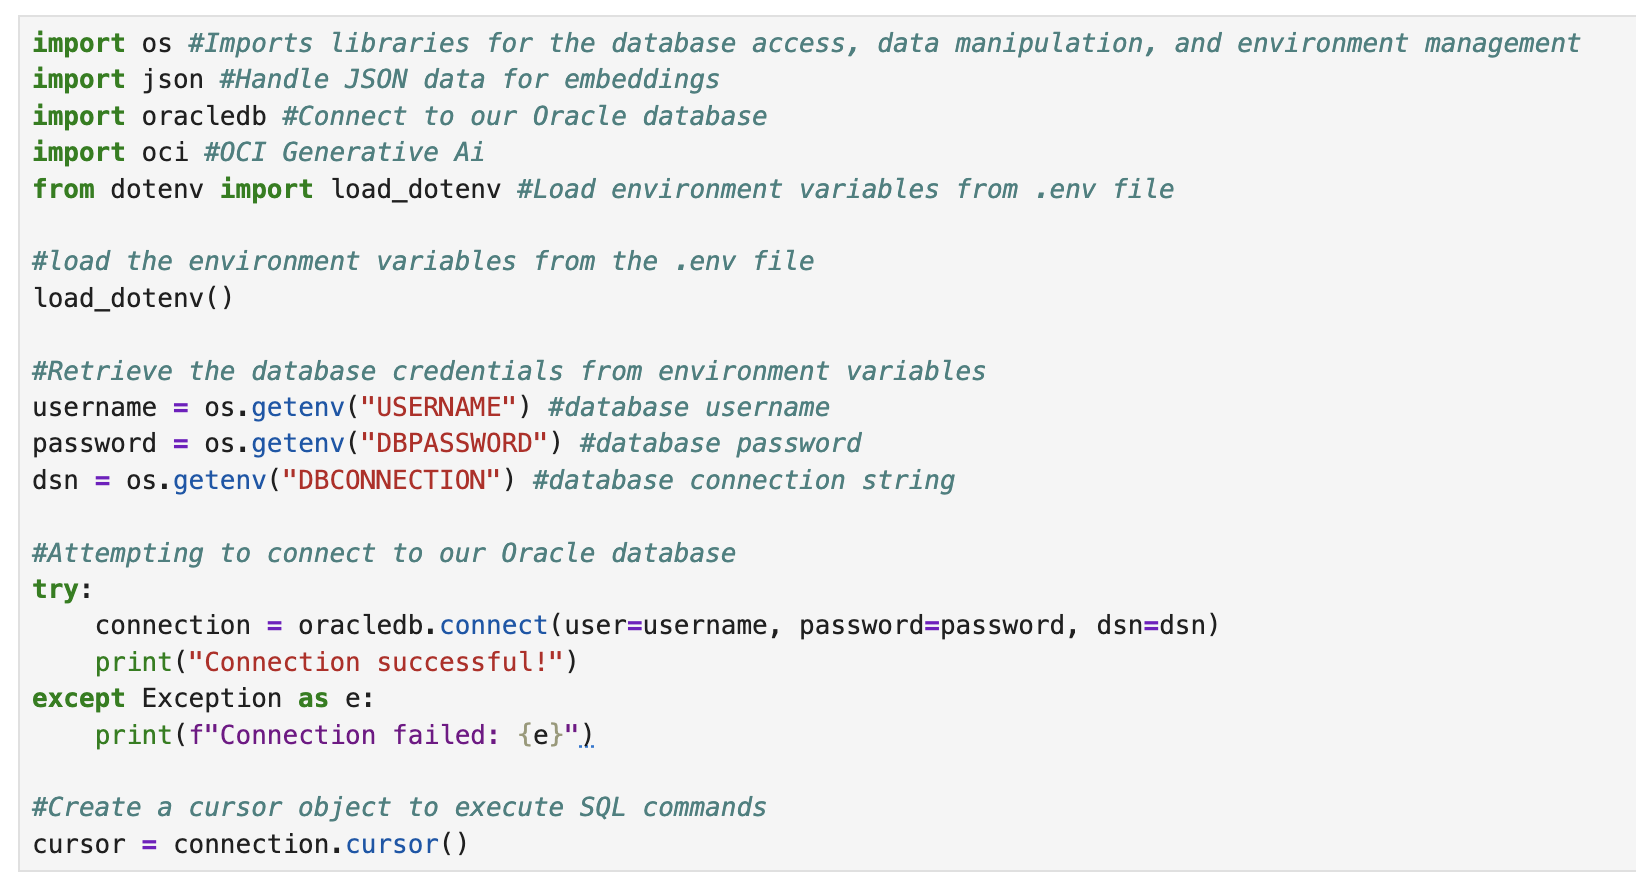 import os #Imports libraries for the database access, data manipulation, and environment management
import json #Handle JSON data for embeddings
import oracledb #Connect to our Oracle database
import oci #OCI Generative Ai
from dotenv import load_dotenv #Load environment variables from .env file

#load the environment variables from the .env file
load_dotenv()

#Retrieve the database credentials from environment variables
username = os.getenv("USERNAME") #database username
password = os.getenv("DBPASSWORD") #database password
dsn = os.getenv("DBCONNECTION") #database connection string

#Attempting to connect to our Oracle database
try:
    connection = oracledb.connect(user=username, password=password, dsn=dsn)
    print("Connection successful!")
except Exception as e:
    print(f"Connection failed: {e}")

#Create a cursor object to execute SQL commands
cursor = connection.cursor()